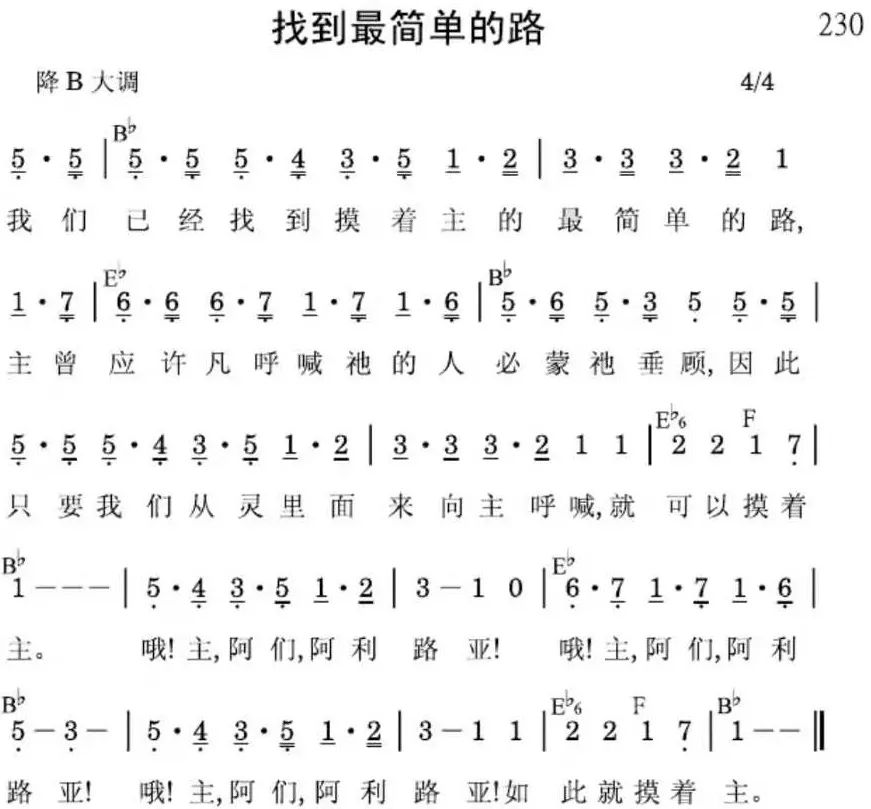 找到最简单的路 230
降 B 大调 4/4
B♭
5 · 5 | 5 · 5 5 · 4 3 · 5 1 · 2 | 3 · 3 3 · 2 1
我们已经找到摸着主的最简单的路,
E♭ B♭
1 · 7 | 6 · 6 6 · 7 1 · 7 1 · 6 | 5 · 6 5 · 3 5 5 · 5 |
主曾应许凡呼喊祂的人必蒙祂垂顾,因此
E♭6 F
5 · 5 5 · 4 3 · 5 1 · 2 | 3 · 3 3 · 2 1 1 | 2 2 1 7 |
只要我们从灵里面来向主呼喊,就可以摸着
B♭ E♭
1 - - - | 5 · 4 3 · 5 1 · 2 | 3 - 1 0 | 6 · 7 1 · 7 1 · 6 |
主。 哦!主,阿们,阿利路亚! 哦!主,阿们,阿利
B♭ E♭6 F B♭
5 - 3 - | 5 · 4 3 · 5 1 · 2 | 3 - 1 1 | 2 2 1 7 | 1 - - ‖
路亚! 哦!主,阿们,阿利路亚!如此就摸着主。